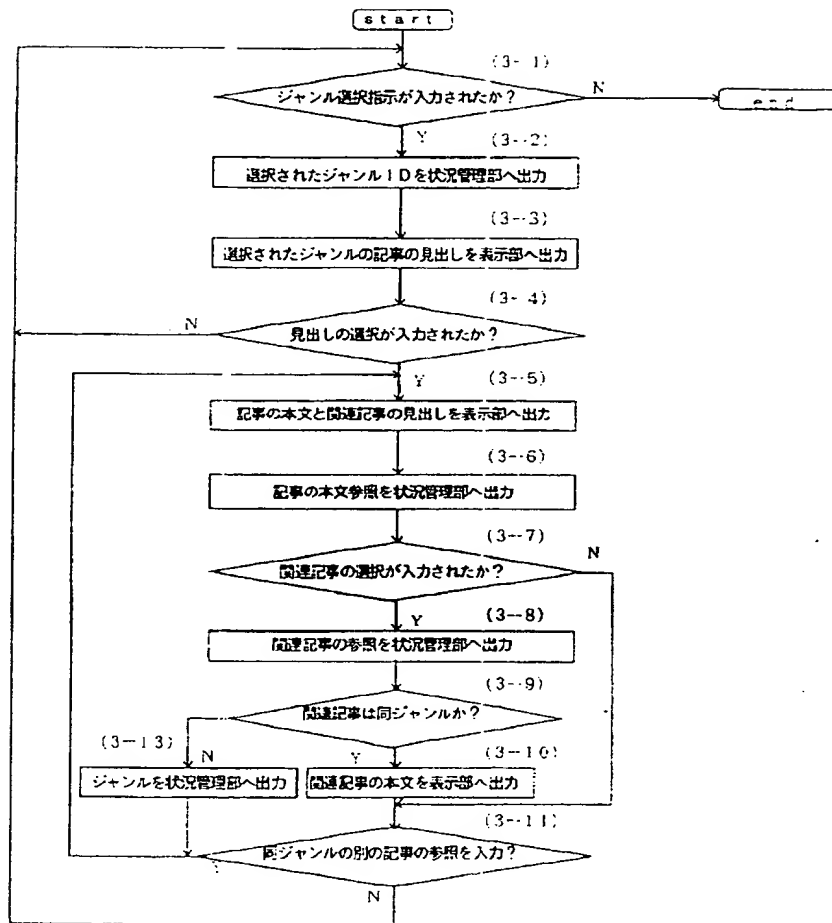 start
(3-1)
ジャンル選択指示が入力されたか?
N
end
Y
(3-2)
選択されたジャンルIDを状況管理部へ出力
(3-3)
選択されたジャンルの記事の見出しを表示部へ出力
(3-4)
N
見出しの選択が入力されたか?
Y
(3-5)
記事の本文と関連記事の見出しを表示部へ出力
(3-6)
記事の本文参照を状況管理部へ出力
(3-7)
N
関連記事の選択が入力されたか?
Y
(3-8)
関連記事の参照を状況管理部へ出力
(3-9)
関連記事は同ジャンルか?
(3-13)
N
Y
(3-10)
ジャンルを状況管理部へ出力
関連記事の本文を表示部へ出力
(3-11)
同ジャンルの別の記事の参照を入力?
N